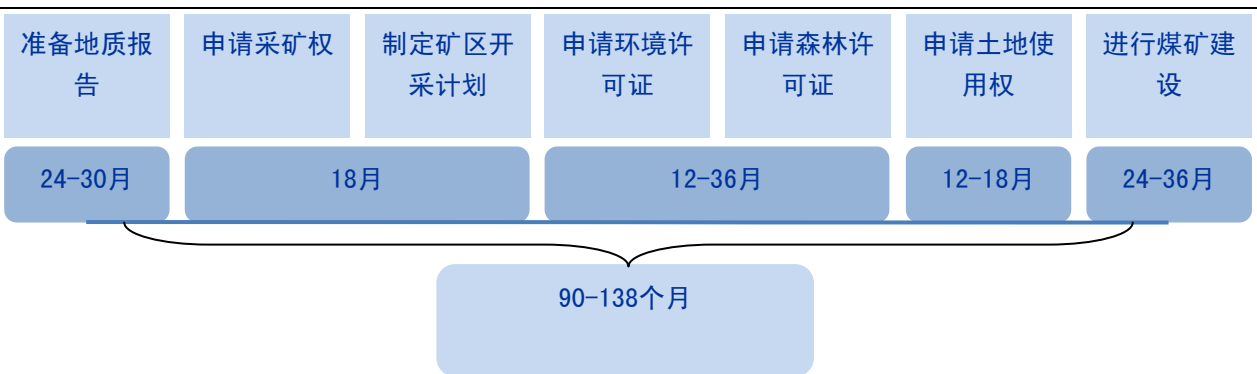 准备地质报
告
申请采矿权
制定矿区开
采计划
申请环境许
可证
申请森林许
可证
申请土地使
用权
进行煤矿建
设
24-30月
18月
12-36月
12-18月
24-36月
90-138个月